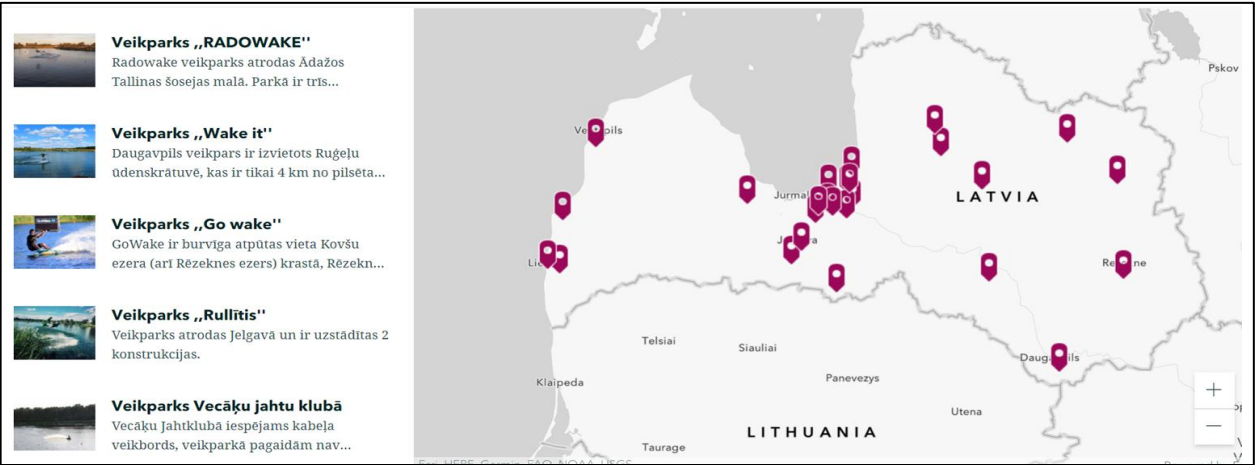 Veikparks ,,RADOWAKE''
Radowake veikparks atrodas Ādažos
Tallinas šosejas malā. Parkā ir trīs...
Veikparks ,,Wake it''
Daugavpils veikpars ir izvietots Ruģeļu
ūdenskrātuvē, kas ir tikai 4 km no pilsēta...
Veikparks ,,Go wake''
GoWake ir burvīga atpūtas vieta Kovšu
ezera (arī Rēzeknes ezers) krastā, Rēzekn...
Veikparks ,,Rullītis''
Veikparks atrodas Jelgavā un ir uzstādītas 2
konstrukcijas.
Veikparks Vecāķu jahtu klubā
Vecāķu Jahtklubā iespējams kabeļa
veikbords, veikparkā pagaidām nav...
Pskov
LATVIA
Telsiai
Siauliai
Klaipeda
Panevezys
Utena
LITHUANIA
Taurage
+
−